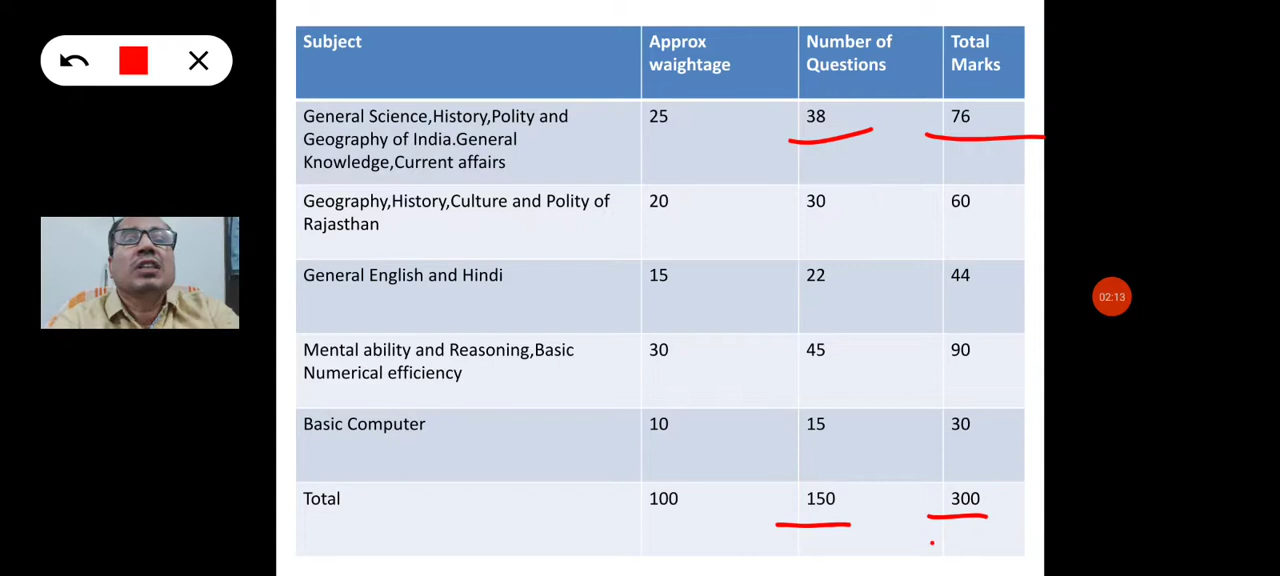 Subject
Approx
waightage
Number of
Questions
Total
Marks
General Science,History,Polity and
Geography of India.General
Knowledge,Current affairs
25
38
76
Geography,History,Culture and Polity of
Rajasthan
20
30
60
General English and Hindi
15
22
44
Mental ability and Reasoning,Basic
Numerical efficiency
30
45
90
Basic Computer
10
15
30
Total
100
150
300
02:13